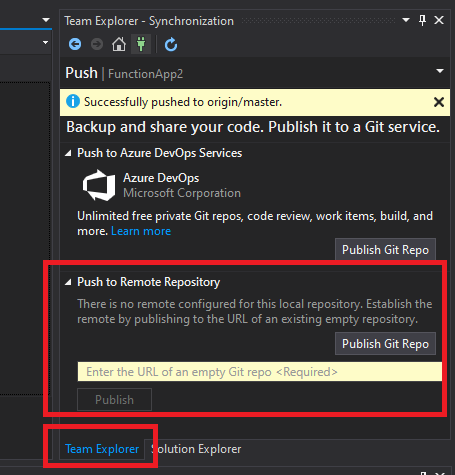 Team Explorer - Synchronization
Push | FunctionApp2
Successfully pushed to origin/master.
Backup and share your code. Publish it to a Git service.
Push to Azure DevOps Services
Azure DevOps
Microsoft Corporation
Unlimited free private Git repos, code review, work items, build, and
more. Learn more
Publish Git Repo
Push to Remote Repository
There is no remote configured for this local repository. Establish the
remote by publishing to the URL of an existing empty repository.
Publish Git Repo
Enter the URL of an empty Git repo <Required>
Publish
Team Explorer Solution Explorer